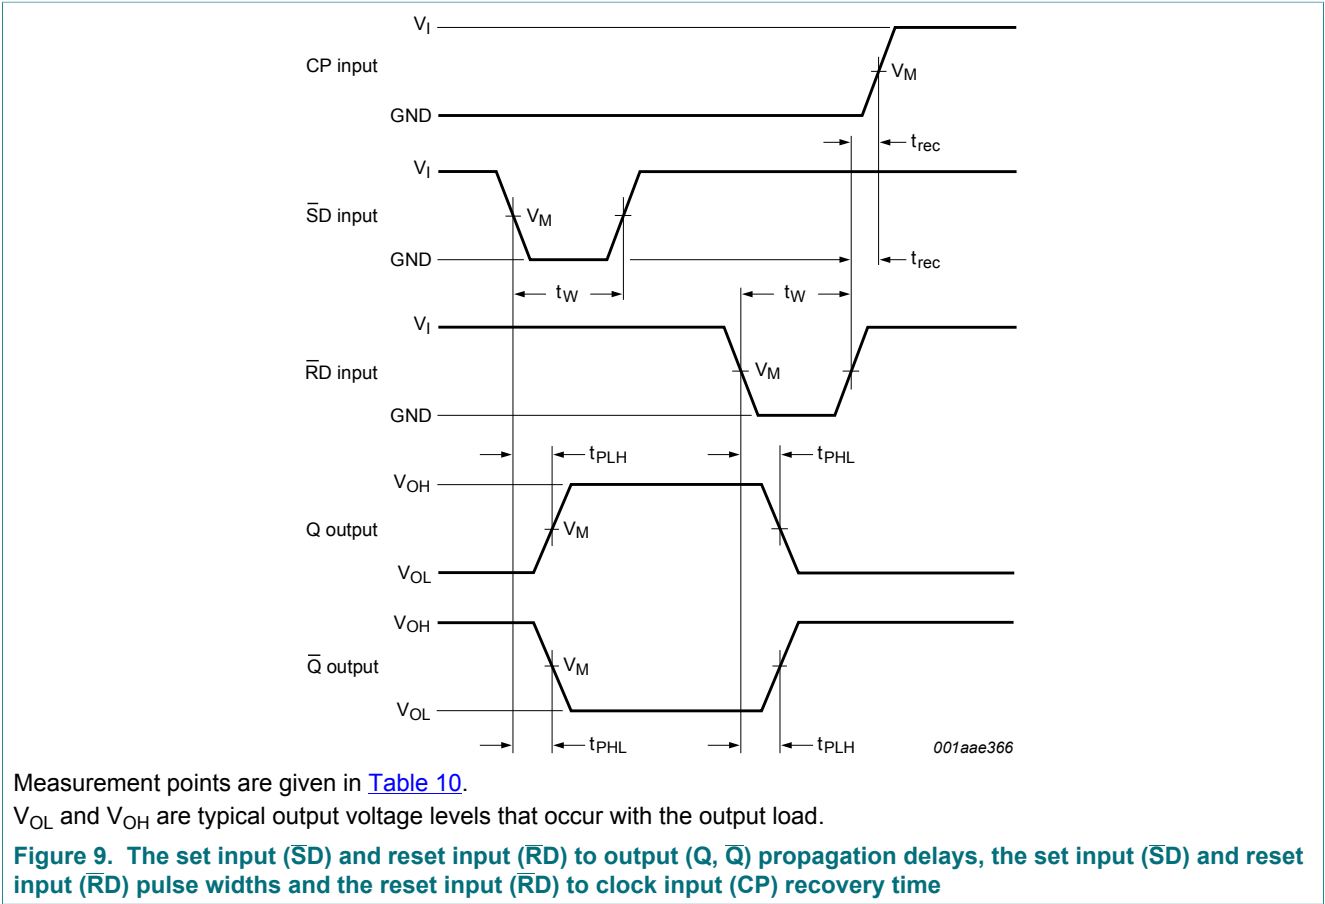 V_I
CP input
V_M
GND
t_rec
V_I
S̅D input
V_M
GND
t_rec
t_W t_W
V_I
R̅D input
V_M
GND
t_PLH t_PHL
V_OH
Q output
V_M
V_OL
V_OH
Q̅ output
V_M
V_OL
t_PHL t_PLH 001aae366
Measurement points are given in Table 10.
V_OL and V_OH are typical output voltage levels that occur with the output load.
Figure 9. The set input (S̅D) and reset input (R̅D) to output (Q, Q̅) propagation delays, the set input (S̅D) and reset
input (R̅D) pulse widths and the reset input (R̅D) to clock input (CP) recovery time